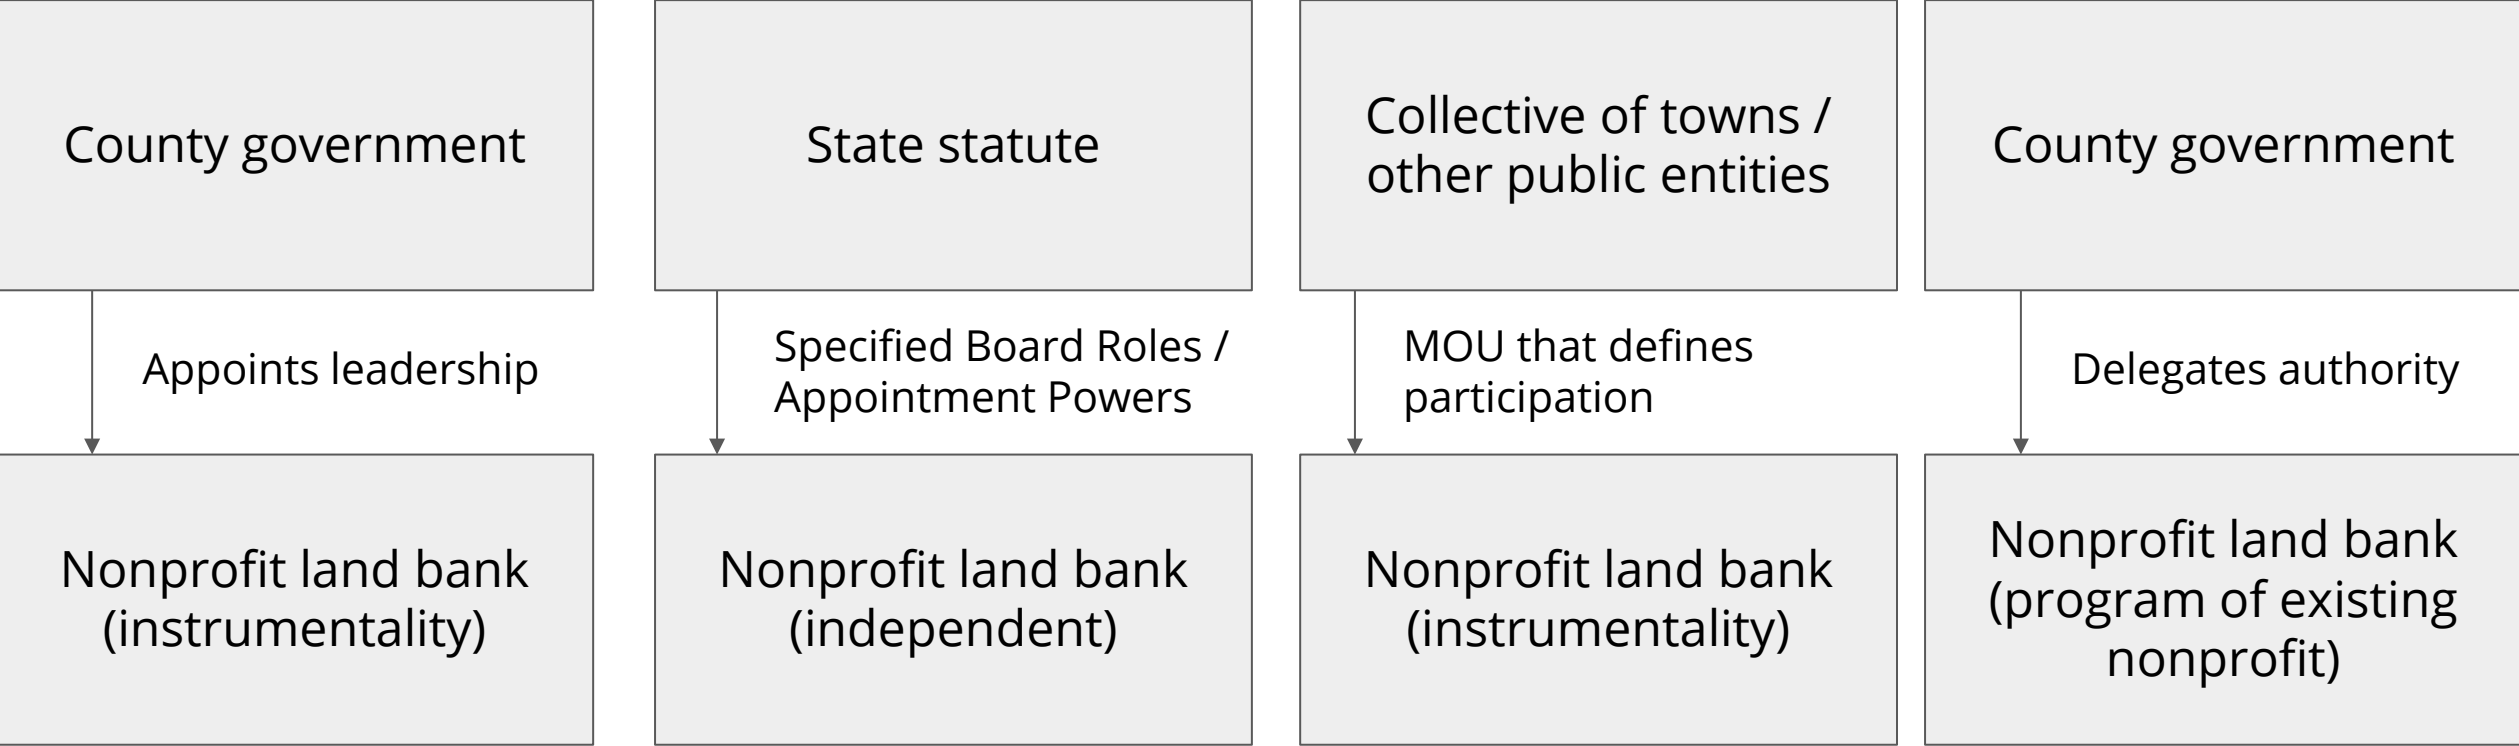 County government
State statute
Collective of towns /
other public entities
County government
Appoints leadership
Specified Board Roles /
Appointment Powers
MOU that defines
participation
Delegates authority
Nonprofit land bank
(instrumentality)
Nonprofit land bank
(independent)
Nonprofit land bank
(instrumentality)
Nonprofit land bank
(program of existing
nonprofit)